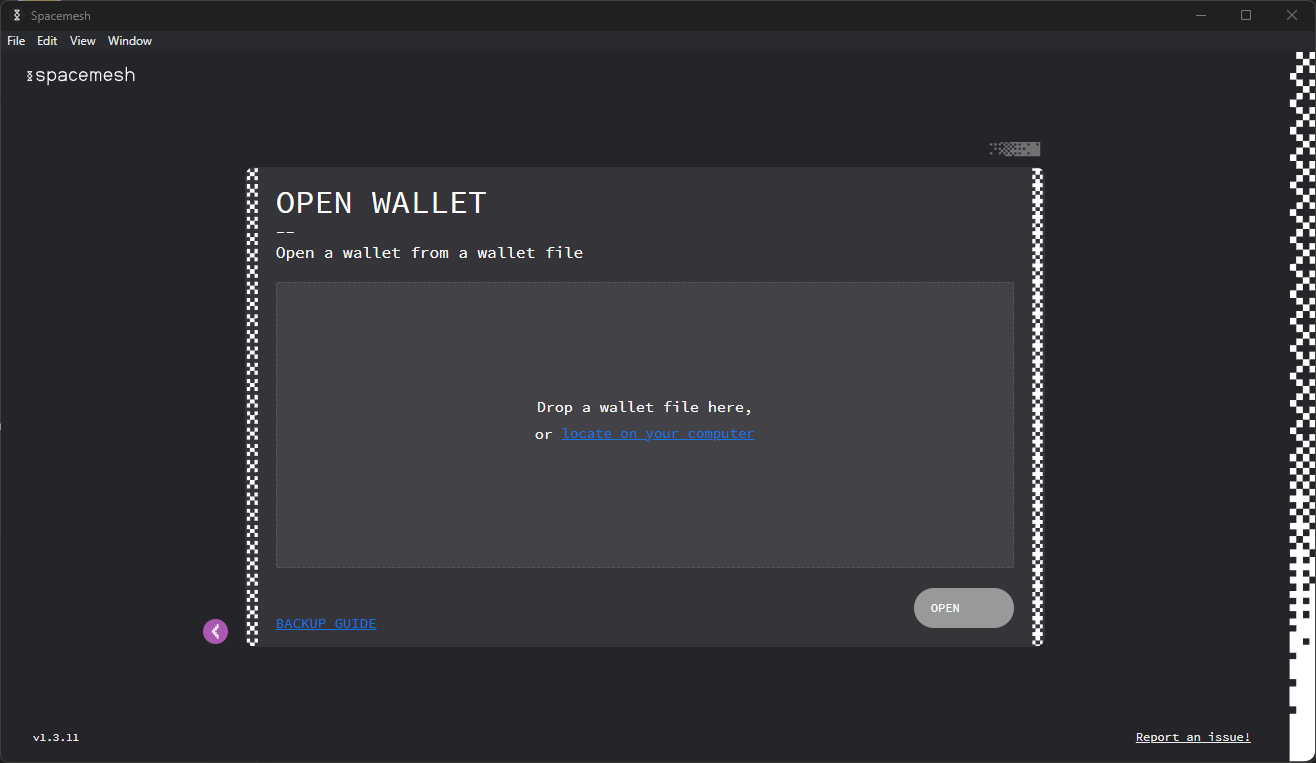 Spacemesh
File Edit View Window
spacemesh
OPEN WALLET
--
Open a wallet from a wallet file
Drop a wallet file here,
or locate on your computer
OPEN
BACKUP GUIDE
v1.3.11
Report an issue!